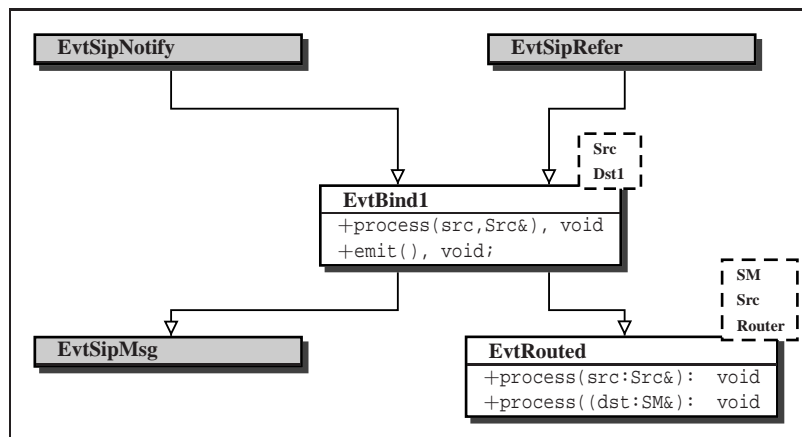 EvtSipNotify
EvtSipRefer
Src
Dst1
EvtBind1
+process(src,Src&), void
+emit(), void;
SM
Src
Router
EvtSipMsg
EvtRouted
+process(src:Src&): void
+process((dst:SM&): void